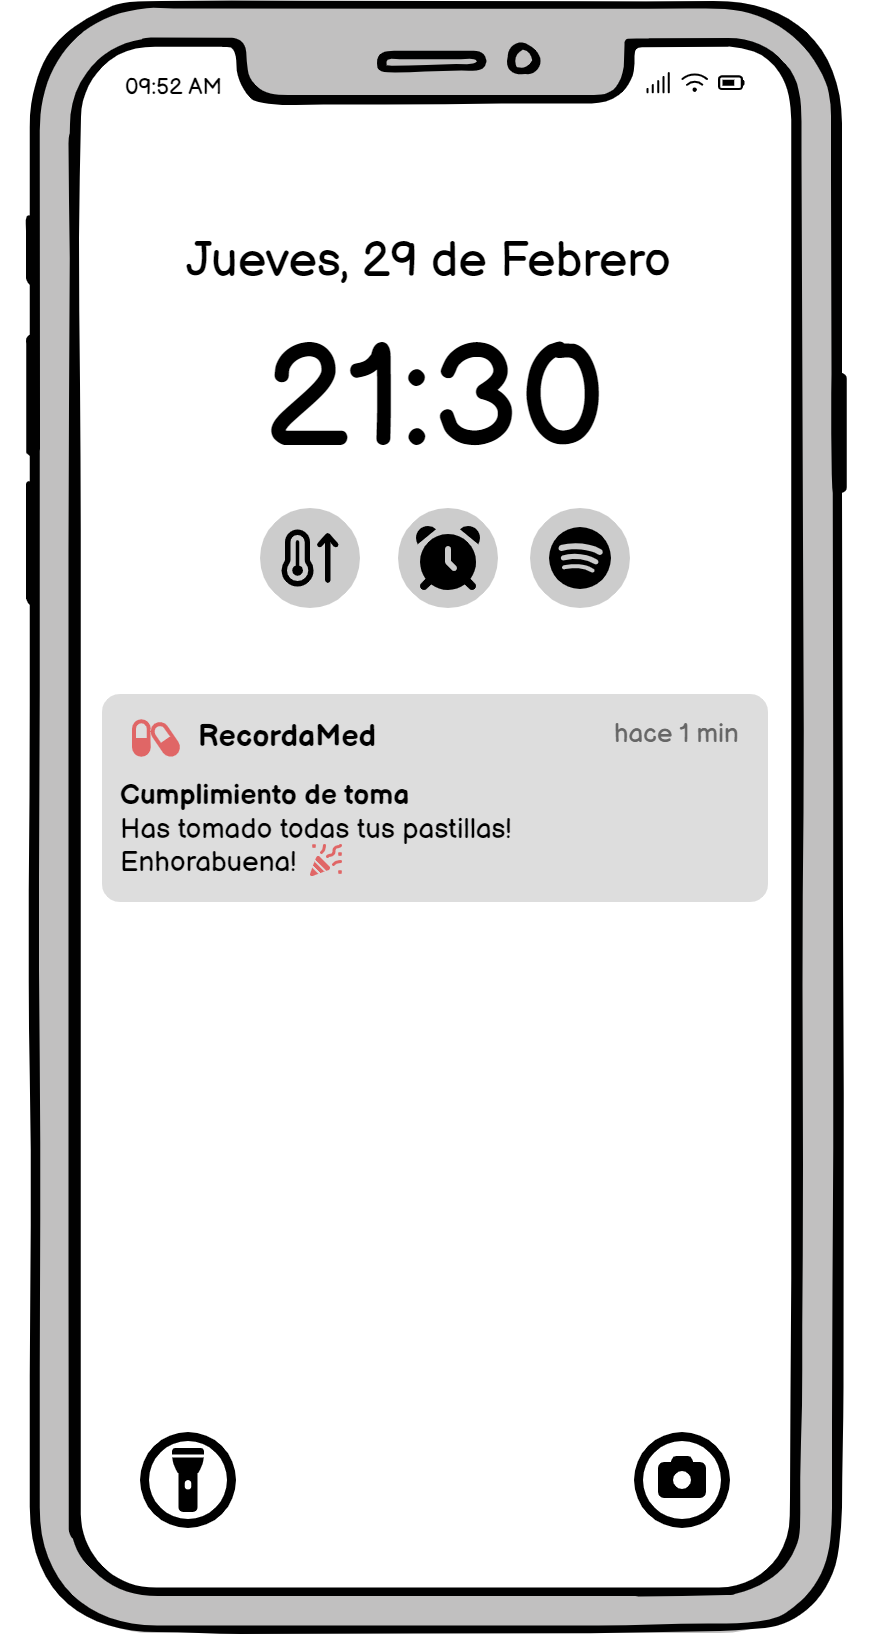 09:52 AM
Jueves, 29 de Febrero
21:30
RecordaMed
hace 1 min
Cumplimiento de toma
Has tomado todas tus pastillas!
Enhorabuena!